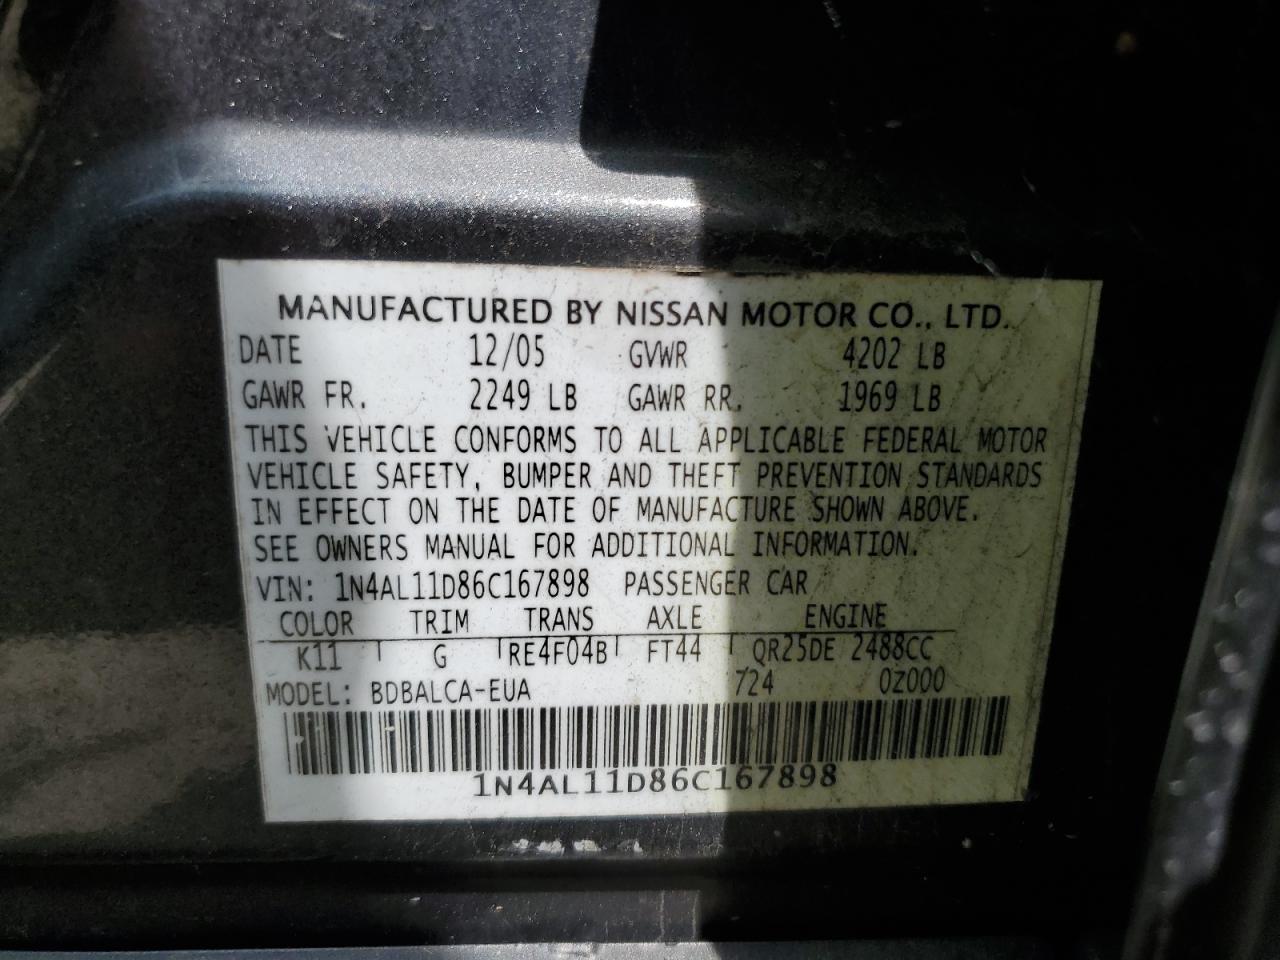 MANUFACTURED BY NISSAN MOTOR CO., LTD.
DATE 12/05 GVWR 4202 LB
GAWR FR. 2249 LB GAWR RR. 1969 LB
THIS VEHICLE CONFORMS TO ALL APPLICABLE FEDERAL MOTOR
VEHICLE SAFETY, BUMPER AND THEFT PREVENTION STANDARDS
IN EFFECT ON THE DATE OF MANUFACTURE SHOWN ABOVE.
SEE OWNERS MANUAL FOR ADDITIONAL INFORMATION.
VIN: 1N4AL11D86C167898 PASSENGER CAR
COLOR TRIM TRANS AXLE ENGINE
K11 G RE4F04B FT44 QR25DE 2488CC
MODEL: BDBALCA-EUA 724 0Z000
1N4AL11D86C167898